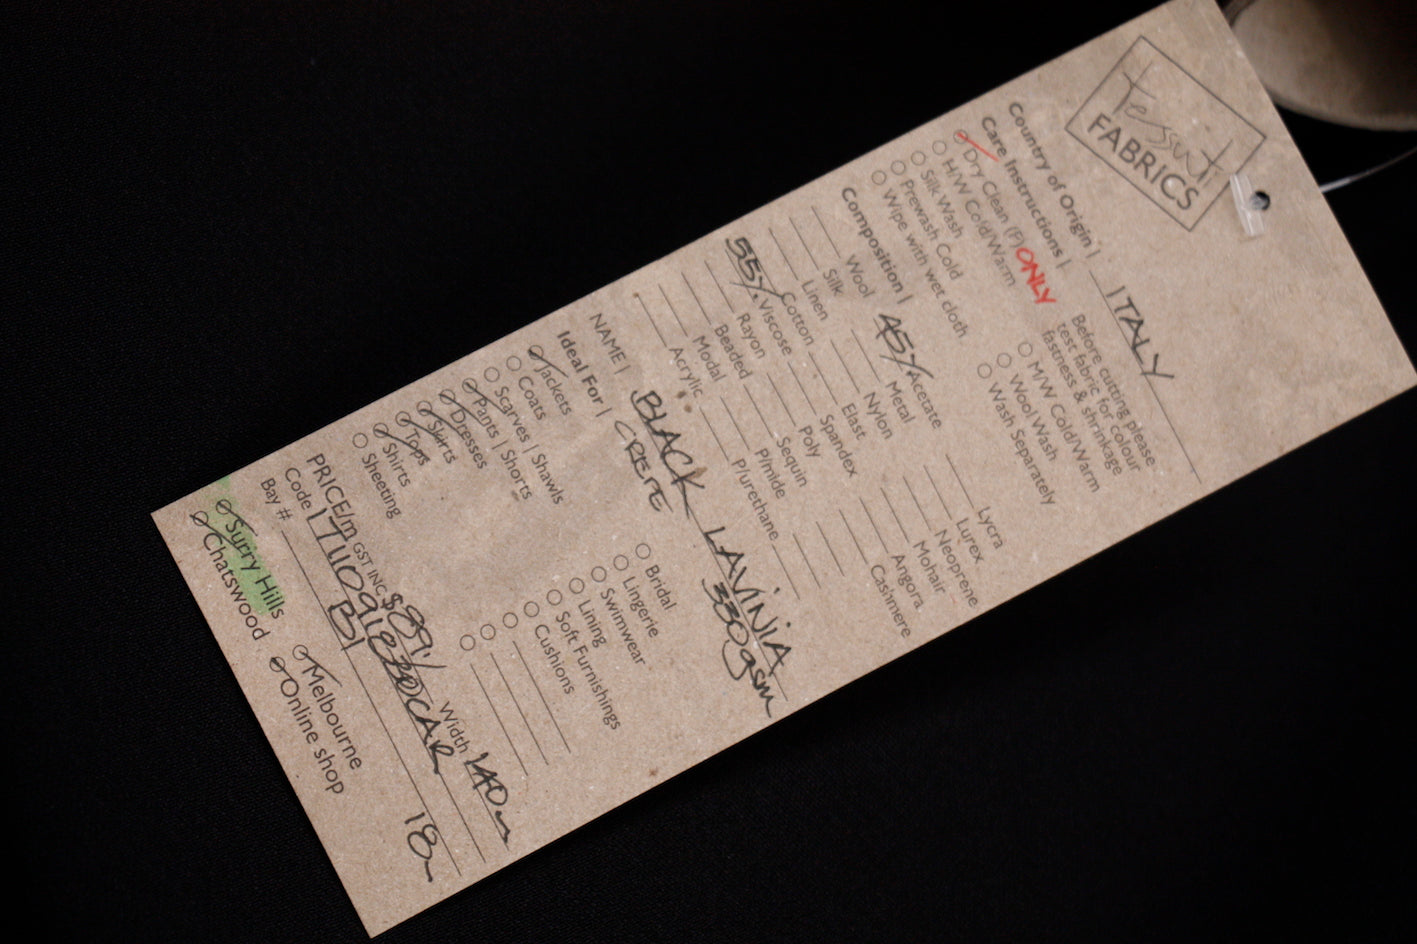 tessuti
FABRICS
Country of Origin | ITALY
Care Instructions |
Dry Clean (P) ONLY
H/W Cold/Warm
Silk Wash
Prewash Cold
Wipe with wet cloth
Before cutting please
test fabric for colour
fastness & shrinkage
M/W Cold/Warm
Wool Wash
Wash Separately
Composition |
Wool 45% Acetate Lycra
Silk Metal Lurex
Linen Nylon Neoprene
Cotton Elast Mohair
55% Viscose Spandex Angora
Rayon Poly Cashmere
Beaded Sequin
Modal P/mide
Acrylic P/urethane
NAME | BLACK LAVINIA
CREPE 330gsm
Ideal For |
Jackets
Coats
Scarves | Shawls
Pants | Shorts
Dresses
Skirts
Tops
Shirts
Sheeting
Bridal
Lingerie
Swimwear
Lining
Soft Furnishings
Cushions
PRICE/m GST INC $89/ Width 140cm
Code |
Bay # B1 18m
Surry Hills Melbourne
Chatswood Online shop